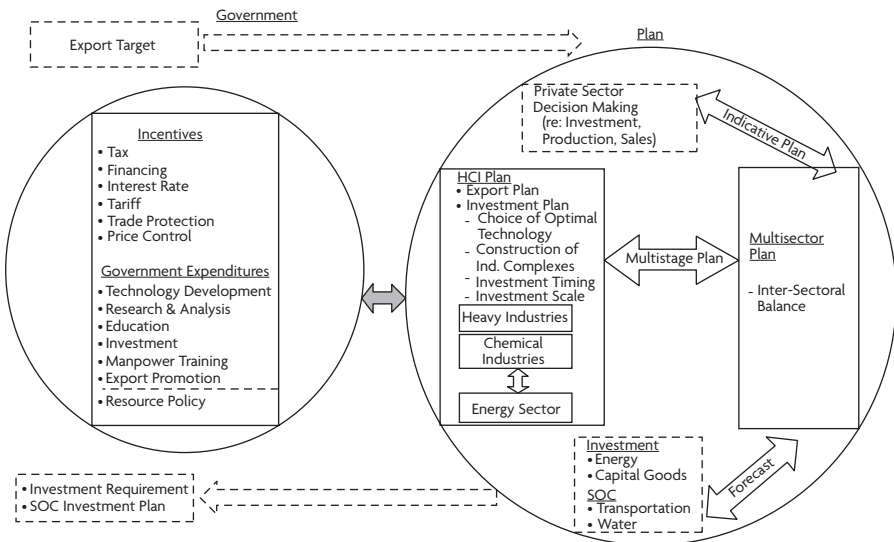 Government
Export Target
Plan
Incentives
• Tax
• Financing
• Interest Rate
• Tariff
• Trade Protection
• Price Control
Government Expenditures
• Technology Development
• Research & Analysis
• Education
• Investment
• Manpower Training
• Export Promotion
• Resource Policy
Private Sector
Decision Making
(re: Investment,
Production, Sales)
Indicative Plan
HCI Plan
• Export Plan
• Investment Plan
- Choice of Optimal
Technology
- Construction of
Ind. Complexes
- Investment Timing
- Investment Scale
Heavy Industries
Chemical
Industries
Energy Sector
Multistage Plan
Multisector
Plan
- Inter-Sectoral
Balance
Investment
• Energy
• Capital Goods
SOC
• Transportation
• Water
Forecast
• Investment Requirement
• SOC Investment Plan